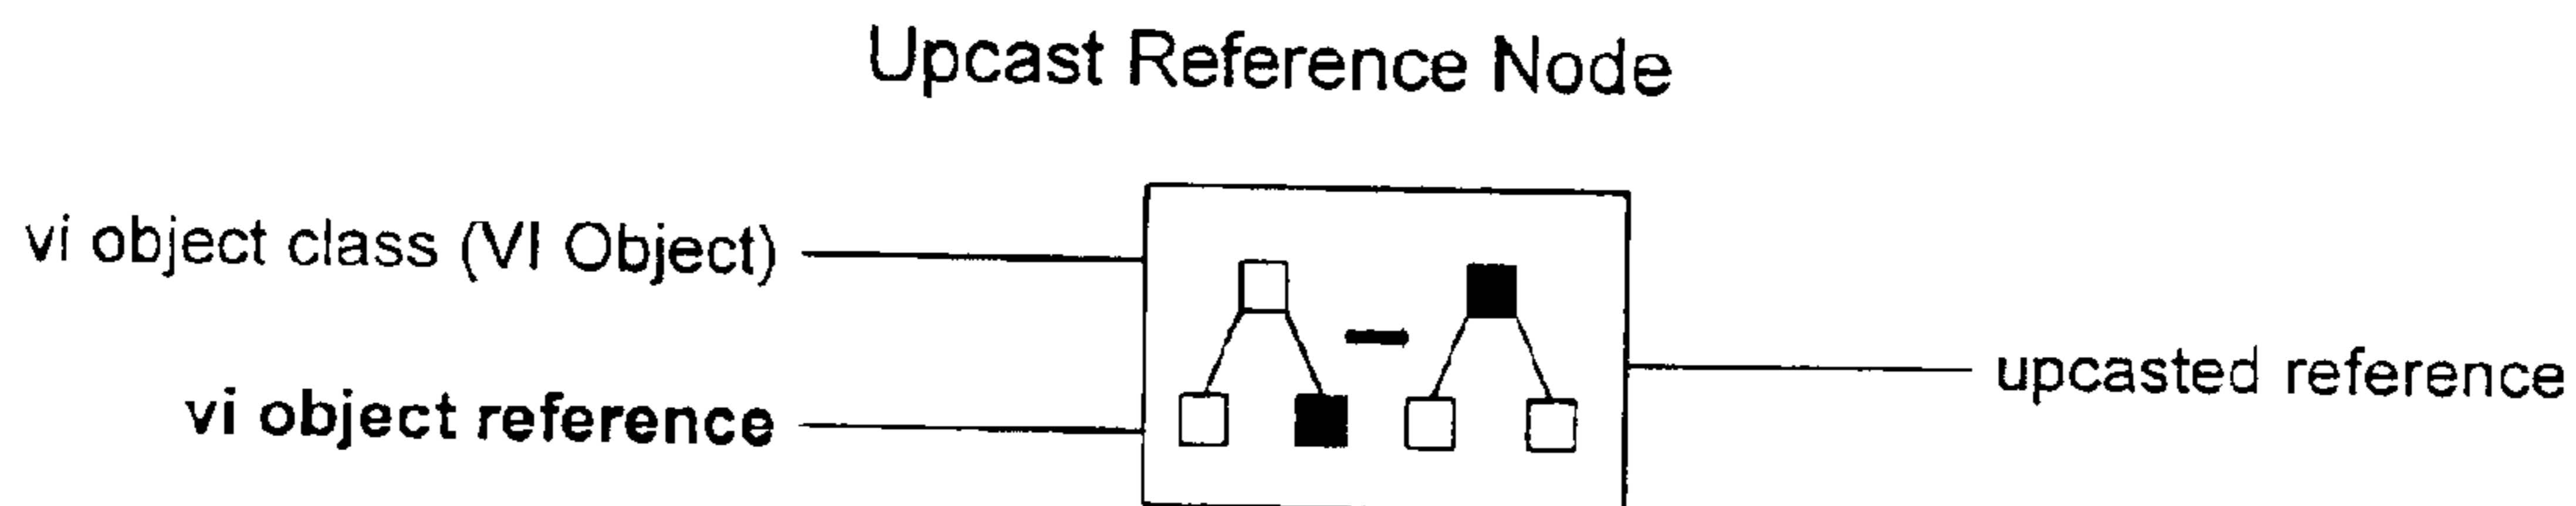 Upcast Reference Node
vi object class (VI Object)
vi object reference
upcasted reference